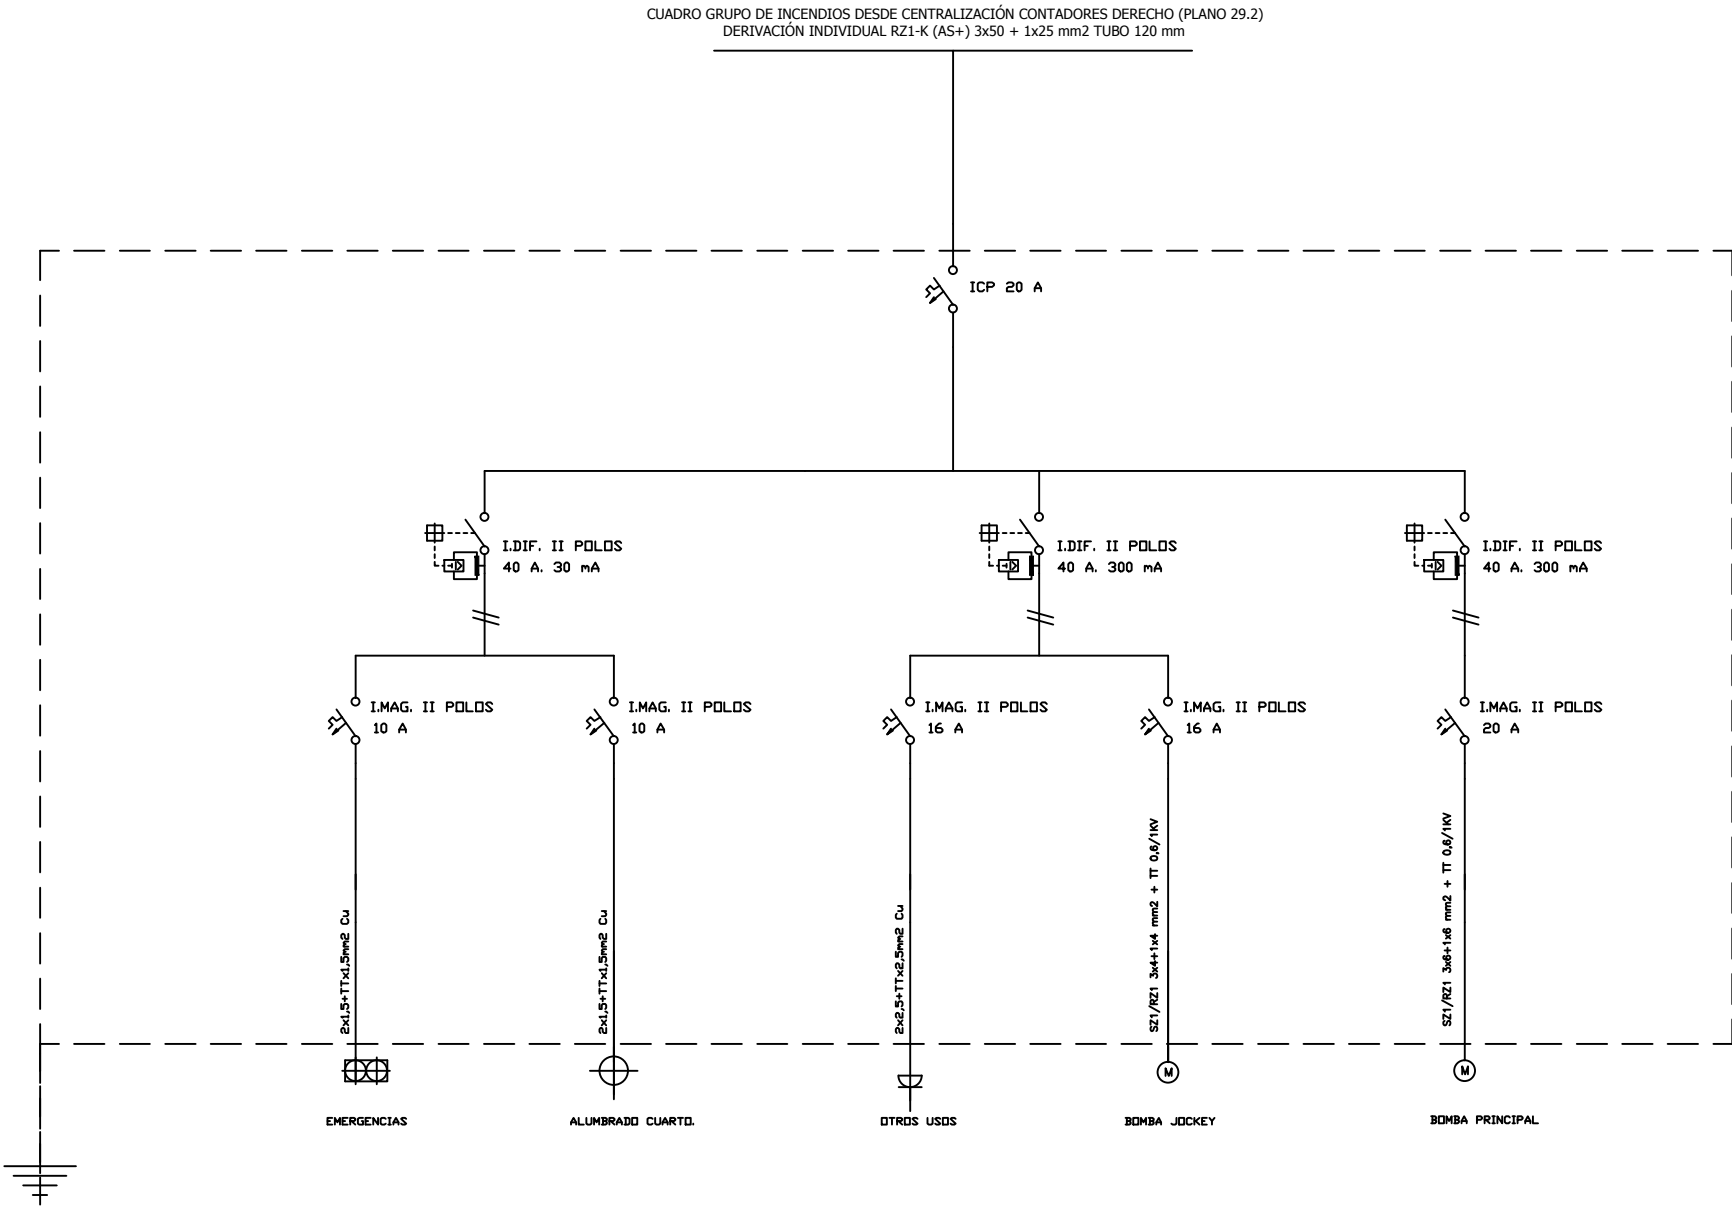 CUADRO GRUPO DE INCENDIOS DESDE CENTRALIZACIÓN CONTADORES DERECHO (PLANO 29.2)
DERIVACIÓN INDIVIDUAL RZ1-K (AS+) 3x50 + 1x25 mm2 TUBO 120 mm
ICP 20 A
I.DIF. II POLOS
40 A. 30 mA
I.DIF. II POLOS
40 A. 300 mA
I.DIF. II POLOS
40 A. 300 mA
I.MAG. II POLOS
10 A
I.MAG. II POLOS
10 A
I.MAG. II POLOS
16 A
I.MAG. II POLOS
16 A
I.MAG. II POLOS
20 A
2x1,5+TTx1,5mm2 Cu
2x1,5+TTx1,5mm2 Cu
2x2,5+TTx2,5mm2 Cu
SZ1/RZ1 3x4+1x4 mm2 + TT 0,6/1KV
SZ1/RZ1 3x6+1x6 mm2 + TT 0,6/1KV
M
M
EMERGENCIAS
ALUMBRADO CUARTO.
OTROS USOS
BOMBA JOCKEY
BOMBA PRINCIPAL